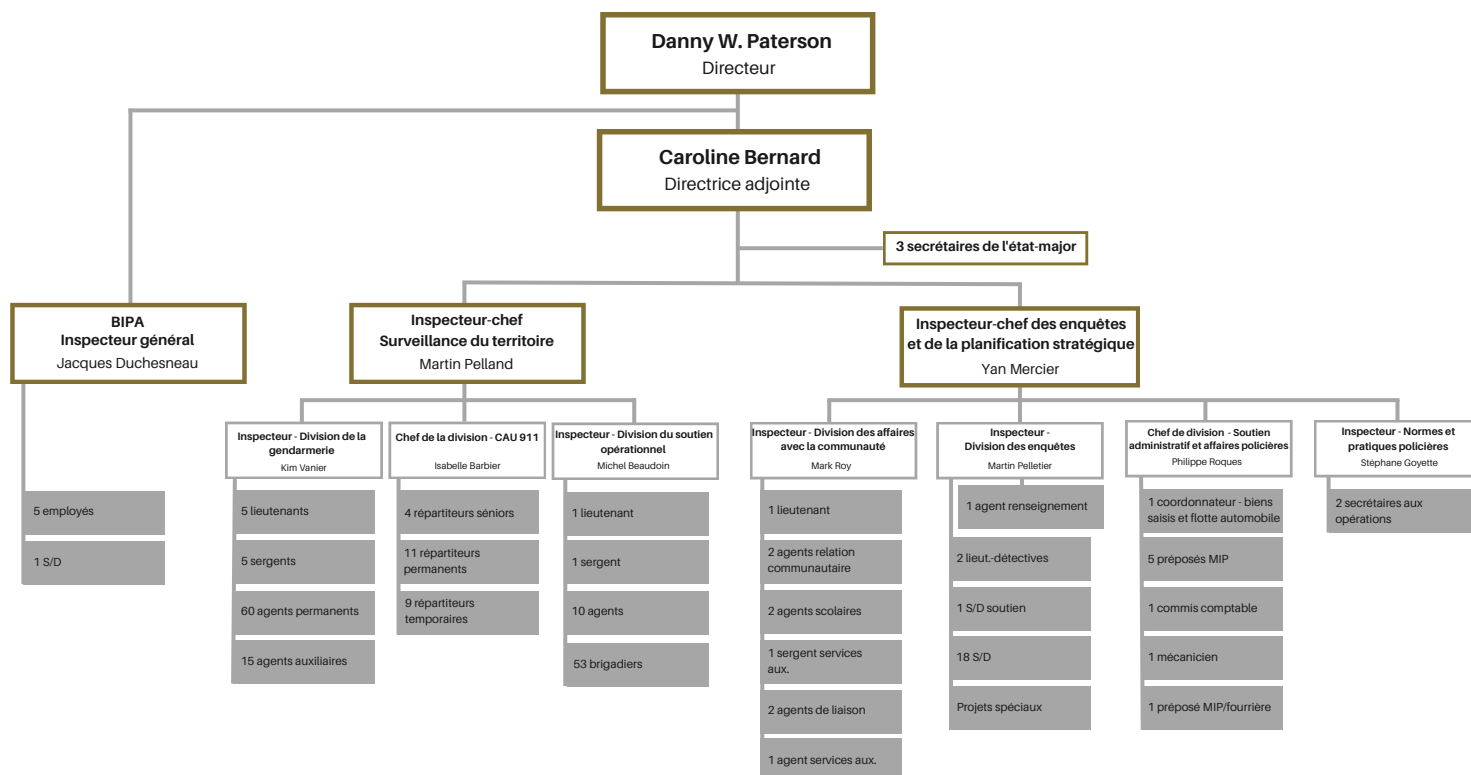 Danny W. Paterson
Directeur
Caroline Bernard
Directrice adjointe
3 secrétaires de l'état-major
BIPA
Inspecteur général
Jacques Duchesneau
Inspecteur-chef
Surveillance du territoire
Martin Pelland
Inspecteur-chef des enquêtes
et de la planification stratégique
Yan Mercier
Inspecteur - Division de la
gendarmerie
Kim Vanier
Chef de la division - CAU 911
Isabelle Barbier
Inspecteur - Division du soutien
opérationnel
Michel Beaudoin
Inspecteur - Division des affaires
avec la communauté
Mark Roy
Inspecteur -
Division des enquêtes
Martin Pelletier
Chef de division - Soutien
administratif et affaires policières
Philippe Roques
Inspecteur - Normes et
pratiques policières
Stéphane Goyette
5 employés
1 S/D
5 lieutenants
5 sergents
60 agents permanents
15 agents auxiliaires
4 répartiteurs séniors
11 répartiteurs
permanents
9 répartiteurs
temporaires
1 lieutenant
1 sergent
10 agents
53 brigadiers
1 lieutenant
2 agents relation
communautaire
2 agents scolaires
1 sergent services
aux.
2 agents de liaison
1 agent services aux.
1 agent renseignement
2 lieut.-détectives
1 S/D soutien
18 S/D
Projets spéciaux
1 coordonnateur - biens
saisis et flotte automobile
5 préposés MIP
1 commis comptable
1 mécanicien
1 préposé MIP/fourrière
2 secrétaires aux
opérations